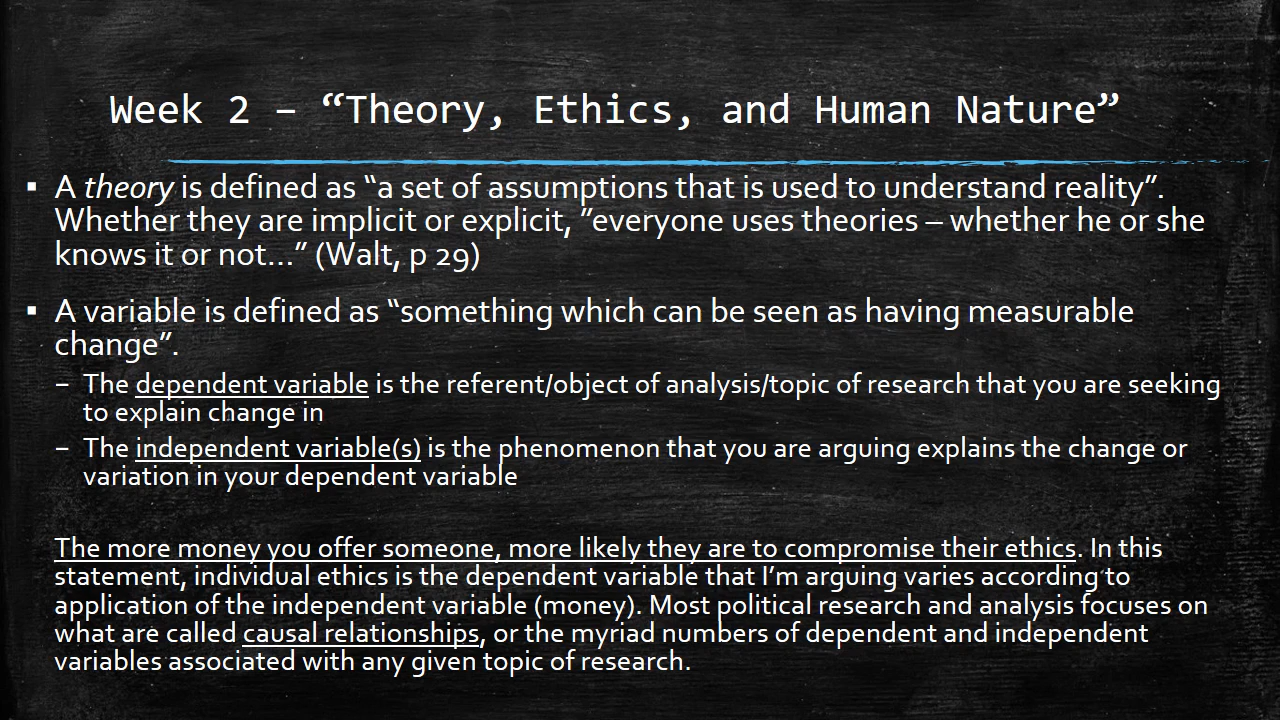 Week 2 – “Theory, Ethics, and Human Nature”
▪ A theory is defined as “a set of assumptions that is used to understand reality”.
Whether they are implicit or explicit, ”everyone uses theories – whether he or she
knows it or not…” (Walt, p 29)
▪ A variable is defined as “something which can be seen as having measurable
change”.
– The dependent variable is the referent/object of analysis/topic of research that you are seeking
to explain change in
– The independent variable(s) is the phenomenon that you are arguing explains the change or
variation in your dependent variable
The more money you offer someone, more likely they are to compromise their ethics. In this
statement, individual ethics is the dependent variable that I’m arguing varies according to
application of the independent variable (money). Most political research and analysis focuses on
what are called causal relationships, or the myriad numbers of dependent and independent
variables associated with any given topic of research.